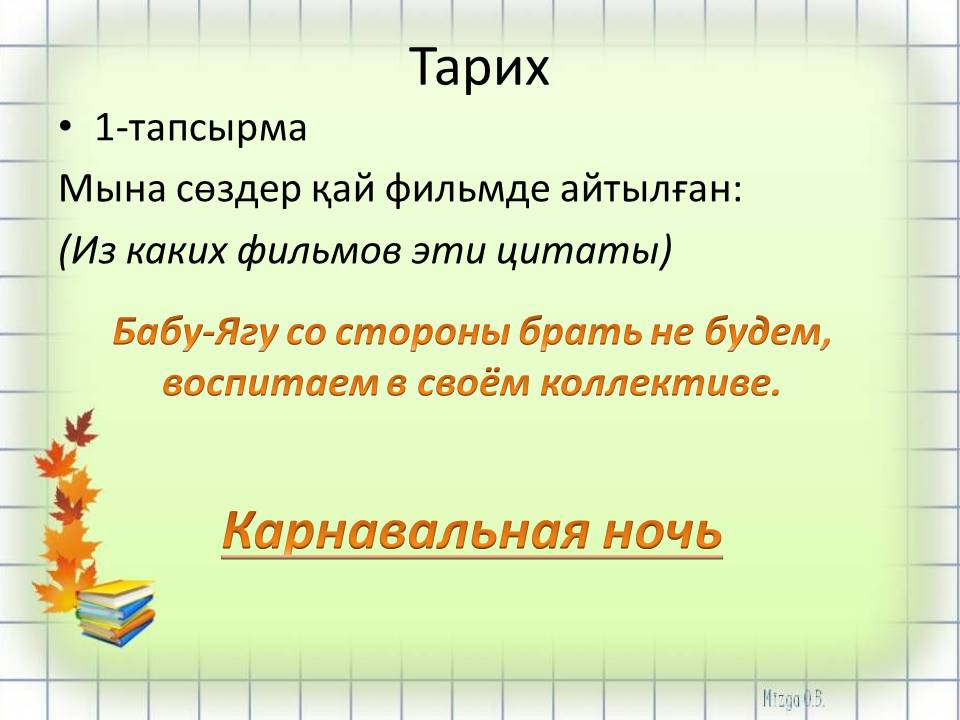 Тарих
• 1-тапсырма
Мына сөздер қай фильмде айтылған:
(Из каких фильмов эти цитаты)
Бабу-Ягу со стороны брать не будем,
воспитаем в своём коллективе.
Карнавальная ночь
Mizga O.B.